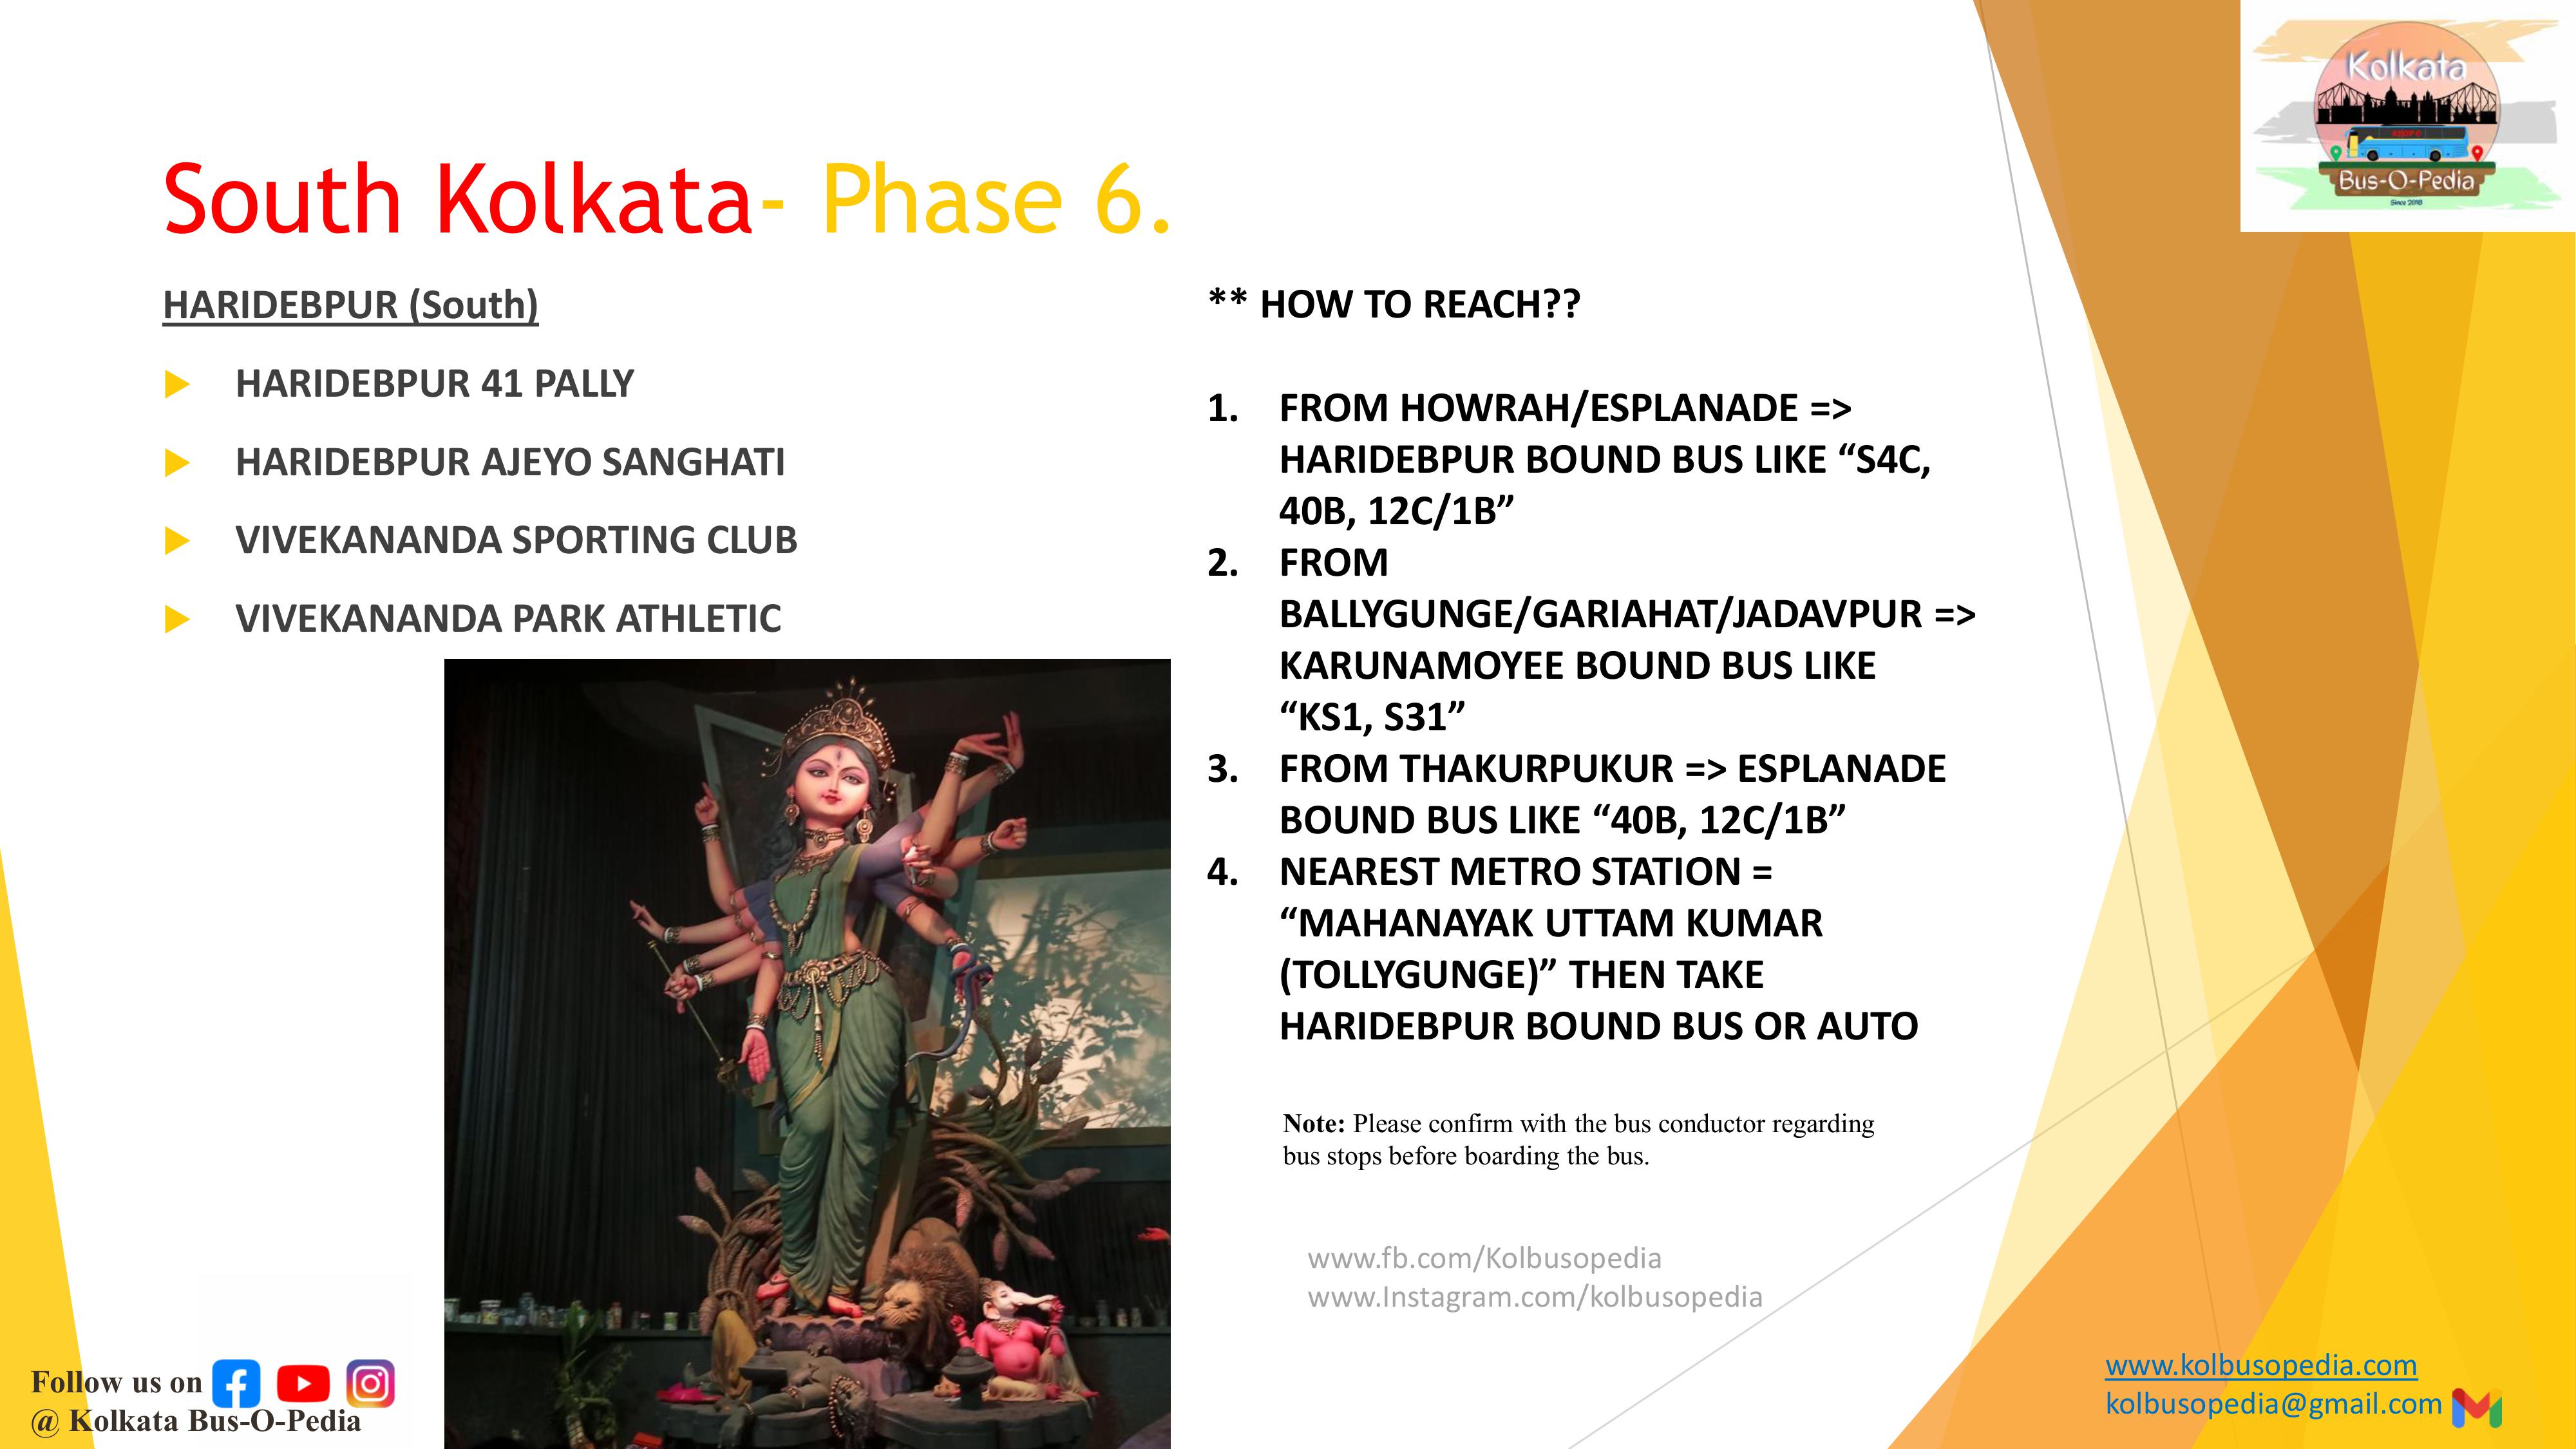 Kolkata
Bus-O-Pedia
Since 2018
South Kolkata- Phase 6.
HARIDEBPUR (South)
HARIDEBPUR 41 PALLY
HARIDEBPUR AJEYO SANGHATI
VIVEKANANDA SPORTING CLUB
VIVEKANANDA PARK ATHLETIC
** HOW TO REACH??
1. FROM HOWRAH/ESPLANADE =>
HARIDEBPUR BOUND BUS LIKE “S4C,
40B, 12C/1B”
2. FROM
BALLYGUNGE/GARIAHAT/JADAVPUR =>
KARUNAMOYEE BOUND BUS LIKE
“KS1, S31”
3. FROM THAKURPUKUR => ESPLANADE
BOUND BUS LIKE “40B, 12C/1B”
4. NEAREST METRO STATION =
“MAHANAYAK UTTAM KUMAR
(TOLLYGUNGE)” THEN TAKE
HARIDEBPUR BOUND BUS OR AUTO
Note: Please confirm with the bus conductor regarding
bus stops before boarding the bus.
www.fb.com/Kolbusopedia
www.Instagram.com/kolbusopedia
Follow us on
@ Kolkata Bus-O-Pedia
www.kolbusopedia.com
kolbusopedia@gmail.com